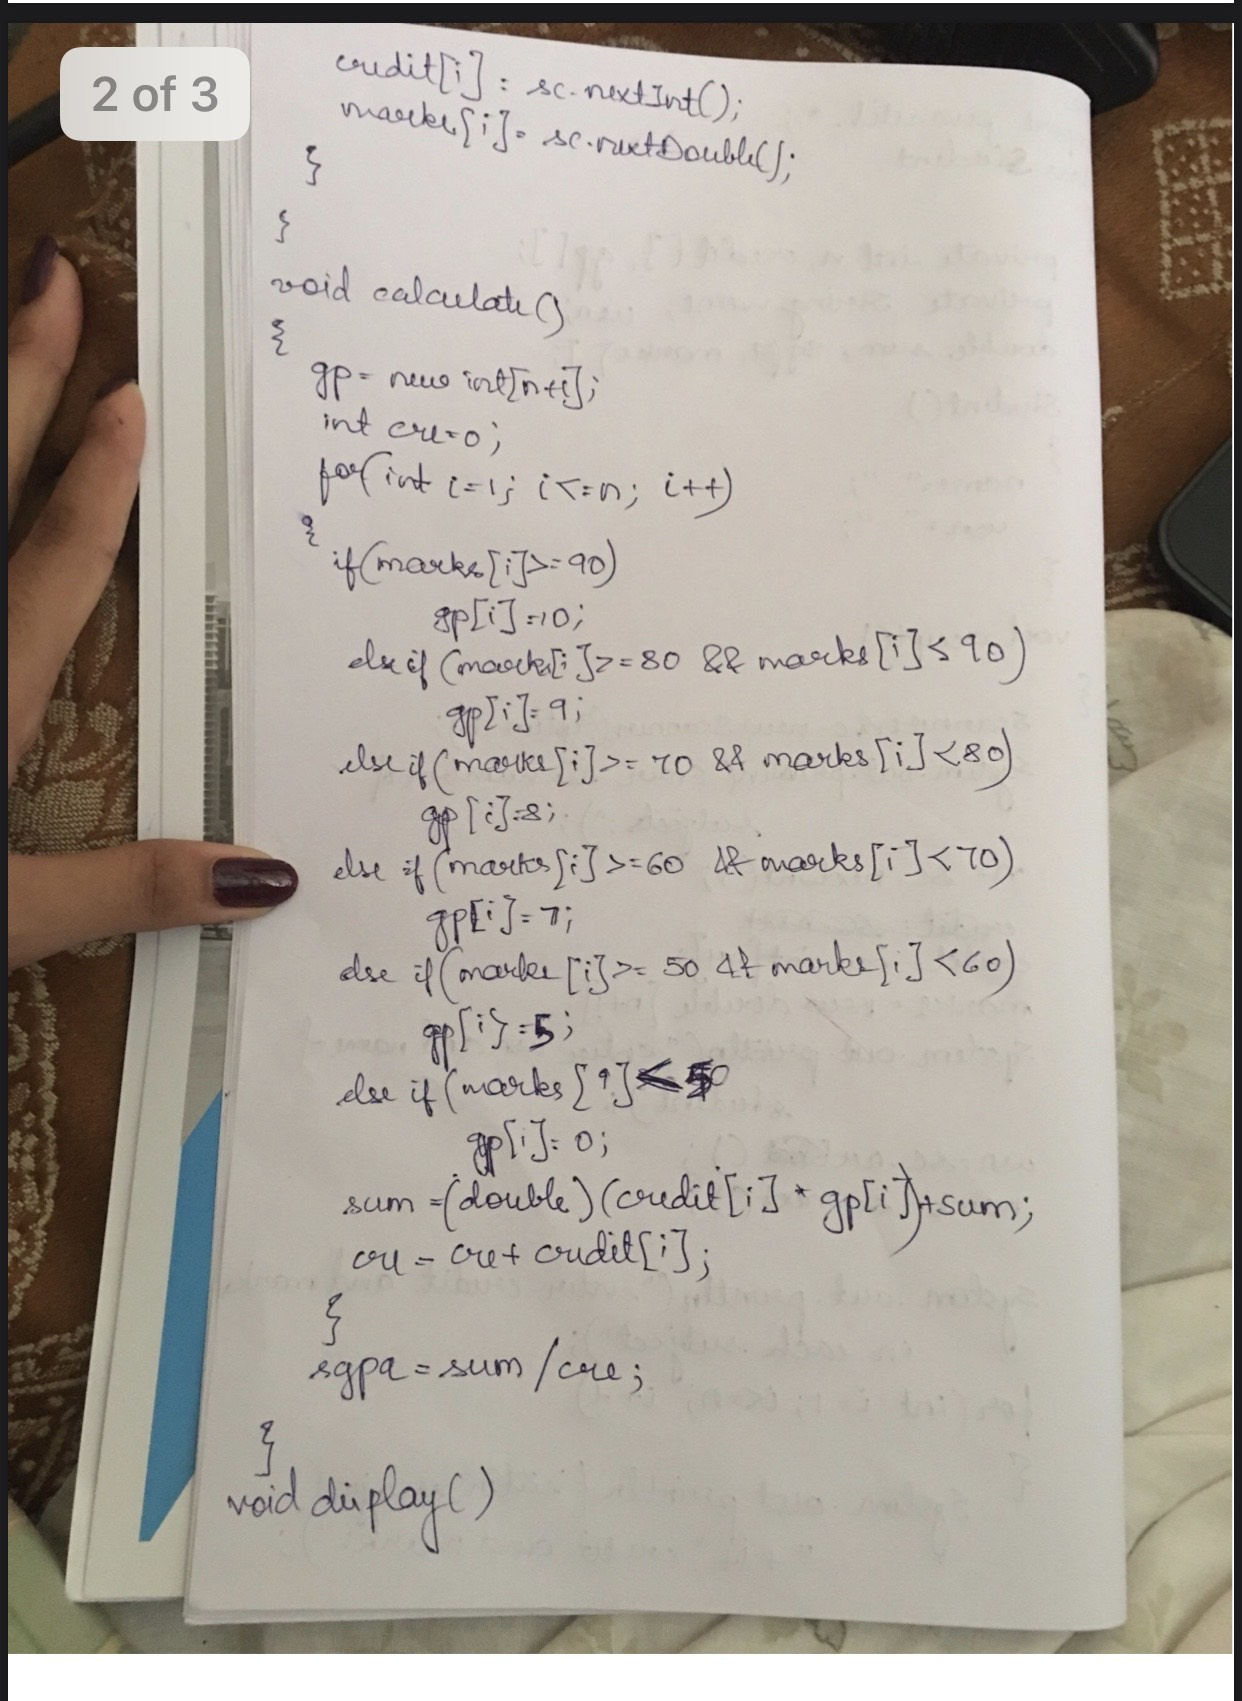 2 of 3
credit[i] = sc.nextInt();
marks[i] = sc.nextDouble();
}
}
void calculate()
{
gp = new int[n+i];
int cre=0;
for(int i=1; i<=n; i++)
{
if(marks[i]>=90)
gp[i]=10;
else if (marks[i]>=80 && marks[i]≤90)
gp[i]=9;
else if (marks[i]>=70 && marks[i]<80)
gp[i]=8;
else if (marks[i]>=60 && marks[i]<70)
gp[i]=7;
else if (marks[i]>=50 && marks[i]<60)
gp[i]=5;
else if (marks[i]<50
gp[i]=0;
sum=(double)(credit[i]*gp[i])+sum;
cre=cre+credit[i];
}
sgpa=sum/cre;
}
void display()